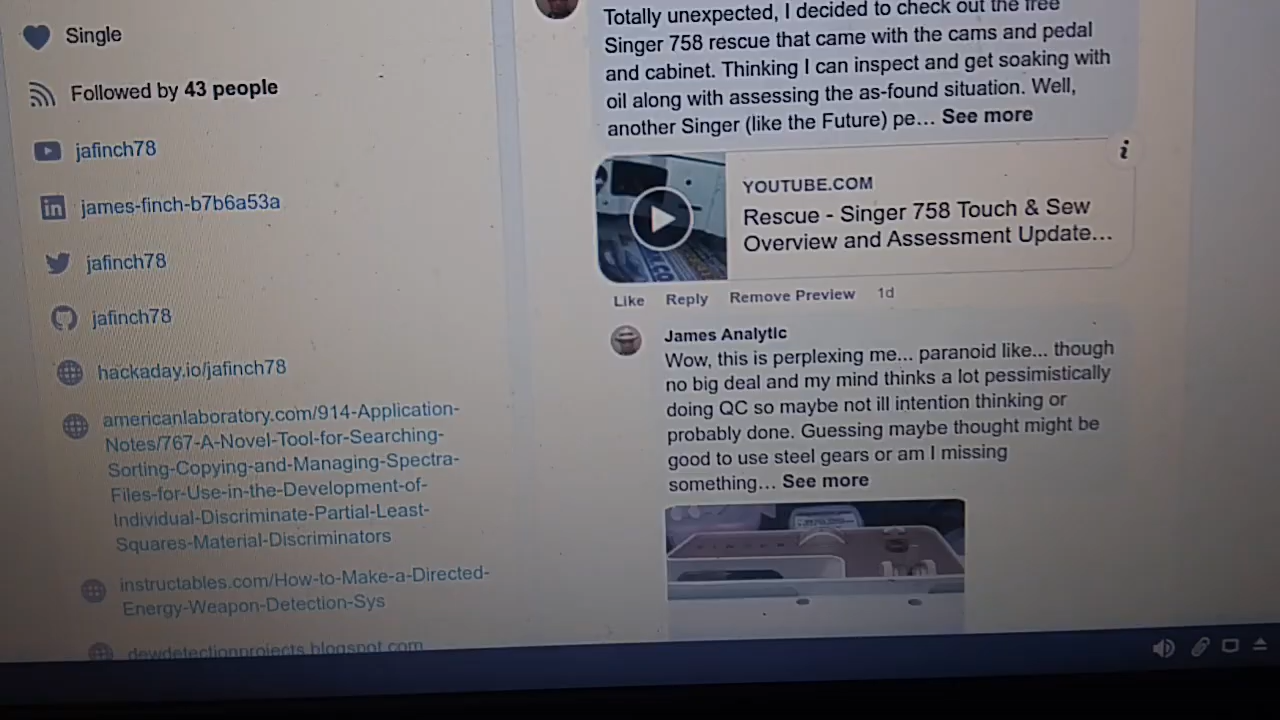 Single
Followed by 43 people
jafinch78
james-finch-b7b6a53a
jafinch78
jafinch78
hackaday.io/jafinch78
americanlaboratory.com/914-Application-
Notes/767-A-Novel-Tool-for-Searching-
Sorting-Copying-and-Managing-Spectra-
Files-for-Use-in-the-Development-of-
Individual-Discriminate-Partial-Least-
Squares-Material-Discriminators
instructables.com/How-to-Make-a-Directed-
Energy-Weapon-Detection-Sys
dewdetectionprojects.blogspot.com
Totally unexpected, I decided to check out the free
Singer 758 rescue that came with the cams and pedal
and cabinet. Thinking I can inspect and get soaking with
oil along with assessing the as-found situation. Well,
another Singer (like the Future) pe... See more
YOUTUBE.COM
Rescue - Singer 758 Touch & Sew
Overview and Assessment Update...
Like Reply Remove Preview 1d
James Analytic
Wow, this is perplexing me... paranoid like... though
no big deal and my mind thinks a lot pessimistically
doing QC so maybe not ill intention thinking or
probably done. Guessing maybe thought might be
good to use steel gears or am I missing
something... See more